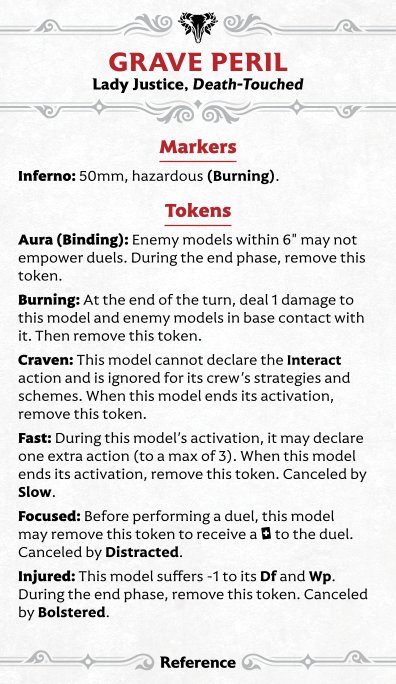 GRAVE PERIL
Lady Justice, Death-Touched
Markers
Inferno: 50mm, hazardous (Burning).
Tokens
Aura (Binding): Enemy models within 6" may not
empower duels. During the end phase, remove this
token.
Burning: At the end of the turn, deal 1 damage to
this model and enemy models in base contact with
it. Then remove this token.
Craven: This model cannot declare the Interact
action and is ignored for its crew's strategies and
schemes. When this model ends its activation,
remove this token.
Fast: During this model's activation, it may declare
one extra action (to a max of 3). When this model
ends its activation, remove this token. Canceled by
Slow.
Focused: Before performing a duel, this model
may remove this token to receive a to the duel.
Canceled by Distracted.
Injured: This model suffers -1 to its Df and Wp.
During the end phase, remove this token. Canceled
by Bolstered.
Reference